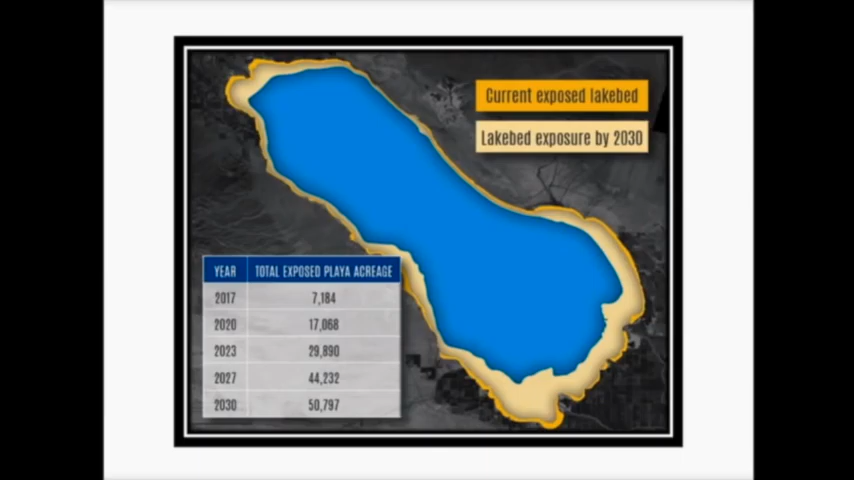 Current exposed lakebed
Lakebed exposure by 2030
YEAR TOTAL EXPOSED PLAYA ACREAGE
2017 7,184
2020 17,068
2023 29,890
2027 44,232
2030 50,797